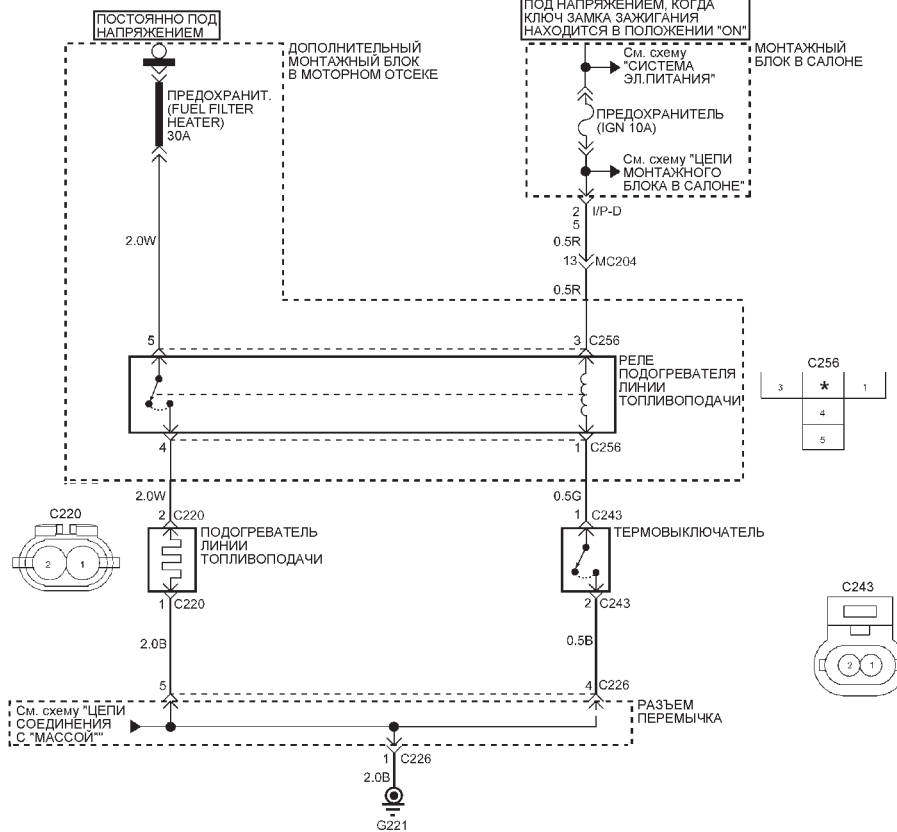 ПОСТОЯННО ПОД
НАПРЯЖЕНИЕМ
ПОД НАПРЯЖЕНИЕМ, КОГДА
КЛЮЧ ЗАМКА ЗАЖИГАНИЯ
НАХОДИТСЯ В ПОЛОЖЕНИИ "ON"
ДОПОЛНИТЕЛЬНЫЙ
МОНТАЖНЫЙ БЛОК
В МОТОРНОМ ОТСЕКЕ
См. схему
"СИСТЕМА
ЭЛ.ПИТАНИЯ"
МОНТАЖНЫЙ
БЛОК В САЛОНЕ
ПРЕДОХРАНИТ.
(FUEL FILTER
HEATER)
30A
ПРЕДОХРАНИТЕЛЬ
(IGN 10A)
См. схему "ЦЕПИ
МОНТАЖНОГО
БЛОКА В САЛОНЕ"
2 I/P-D
5
2.0W
0.5R
13 MC204
0.5R
5
3 C256
РЕЛЕ
ПОДОГРЕВАТЕЛЯ
ЛИНИИ
ТОПЛИВОПОДАЧИ
C256
3 * 1
4
5
4
1 C256
2.0W
0.5G
C220
2 1
2 C220
ПОДОГРЕВАТЕЛЬ
ЛИНИИ
ТОПЛИВОПОДАЧИ
1 C243
ТЕРМОВЫКЛЮЧАТЕЛЬ
1 C220
2 C243
C243
2 1
2.0B
0.5B
5
4 C226
См. схему "ЦЕПИ
СОЕДИНЕНИЯ
С "МАССОЙ""
РАЗЪЕМ
ПЕРЕМЫЧКА
1 C226
2.0B
G221